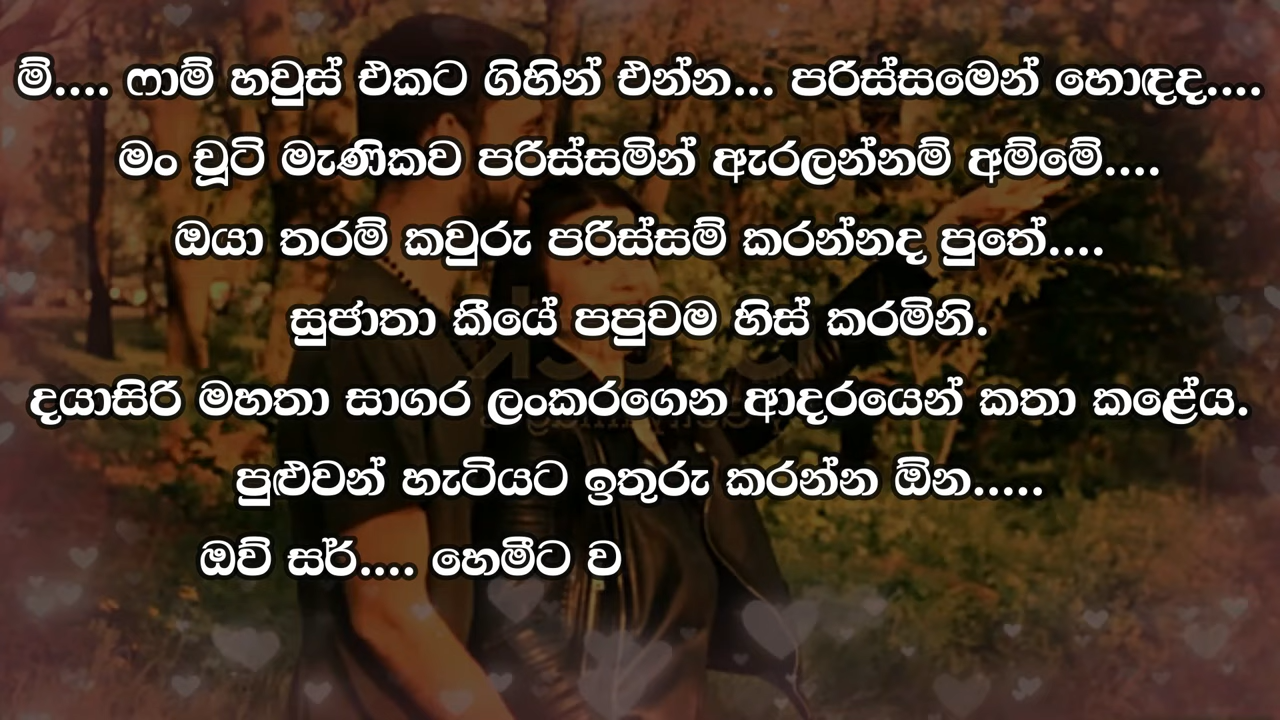 ම්.... ෆාම් හවුස් එකට ගිහින් එන්න... පරිස්සමෙන් හොඳද....
මං චූටි මැණිකව පරිස්සමින් ඇරලන්නම් අම්මේ....
ඔයා තරම් කවුරු පරිස්සම් කරන්නද පුතේ....
සුජාතා කීයේ පපුවම හිස් කරමිනි.
දයාසිරි මහතා සාගර ලංකරගෙන ආදරයෙන් කතා කළේය.
පුළුවන් හැටියට ඉතුරු කරන්න ඕන.....
ඔව් සර්.... හෙමීට ව